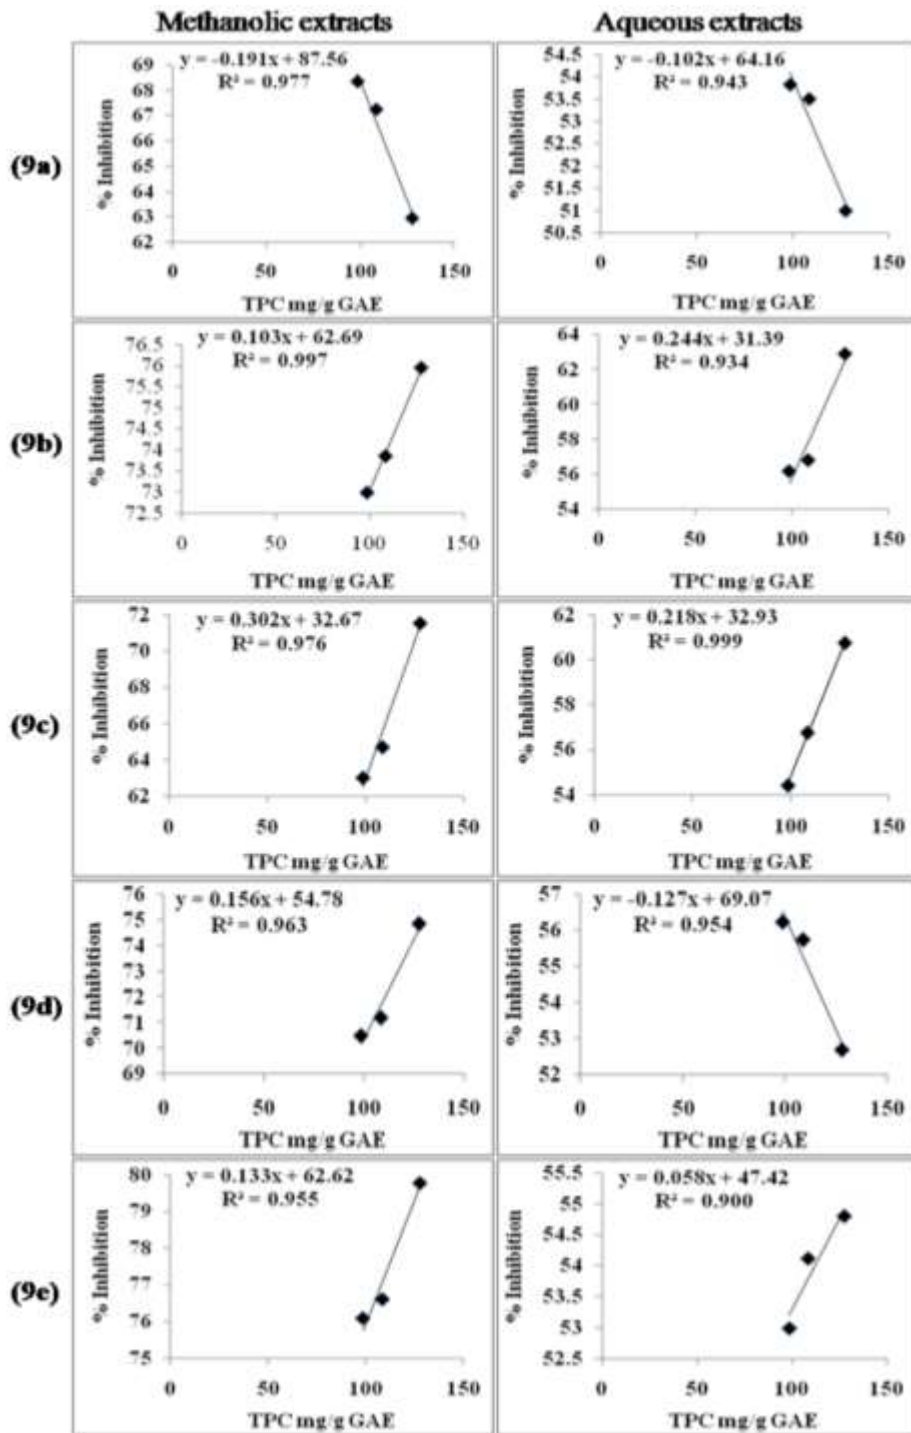 Methanolic extracts
Aqueous extracts
(9a)
y = -0.191x + 87.56
R² = 0.977
% Inhibition
69
68
67
66
65
64
63
62
0 50 100 150
TPC mg/g GAE
y = -0.102x + 64.16
R² = 0.943
% Inhibition
54.5
54
53.5
53
52.5
52
51.5
51
50.5
0 50 100 150
TPC mg/g GAE
(9b)
y = 0.103x + 62.69
R² = 0.997
% Inhibition
76.5
76
75.5
75
74.5
74
73.5
73
72.5
0 50 100 150
TPC mg/g GAE
y = 0.244x + 31.39
R² = 0.934
% Inhibition
64
62
60
58
56
54
0 50 100 150
TPC mg/g GAE
(9c)
y = 0.302x + 32.67
R² = 0.976
% Inhibition
72
70
68
66
64
62
0 50 100 150
TPC mg/g GAE
y = 0.218x + 32.93
R² = 0.999
% Inhibition
62
60
58
56
54
0 50 100 150
TPC mg/g GAE
(9d)
y = 0.156x + 54.78
R² = 0.963
% Inhibition
76
75
74
73
72
71
70
69
0 50 100 150
TPC mg/g GAE
y = -0.127x + 69.07
R² = 0.954
% Inhibition
57
56
55
54
53
52
0 50 100 150
TPC mg/g GAE
(9e)
y = 0.133x + 62.62
R² = 0.955
% Inhibition
80
79
78
77
76
75
0 50 100 150
TPC mg/g GAE
y = 0.058x + 47.42
R² = 0.900
% Inhibition
55.5
55
54.5
54
53.5
53
52.5
0 50 100 150
TPC mg/g GAE